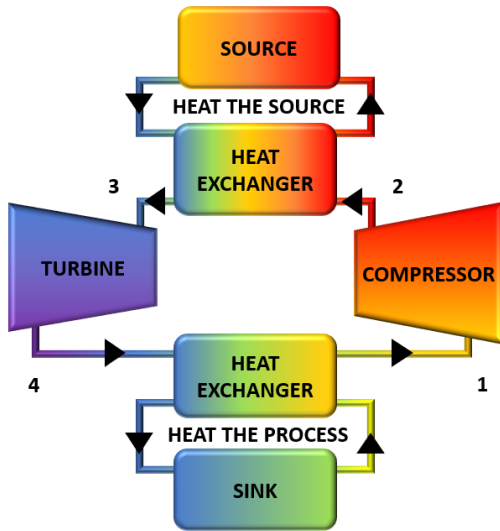 SOURCE
HEAT THE SOURCE
HEAT
EXCHANGER
3
2
TURBINE
COMPRESSOR
HEAT
EXCHANGER
4
1
HEAT THE PROCESS
SINK